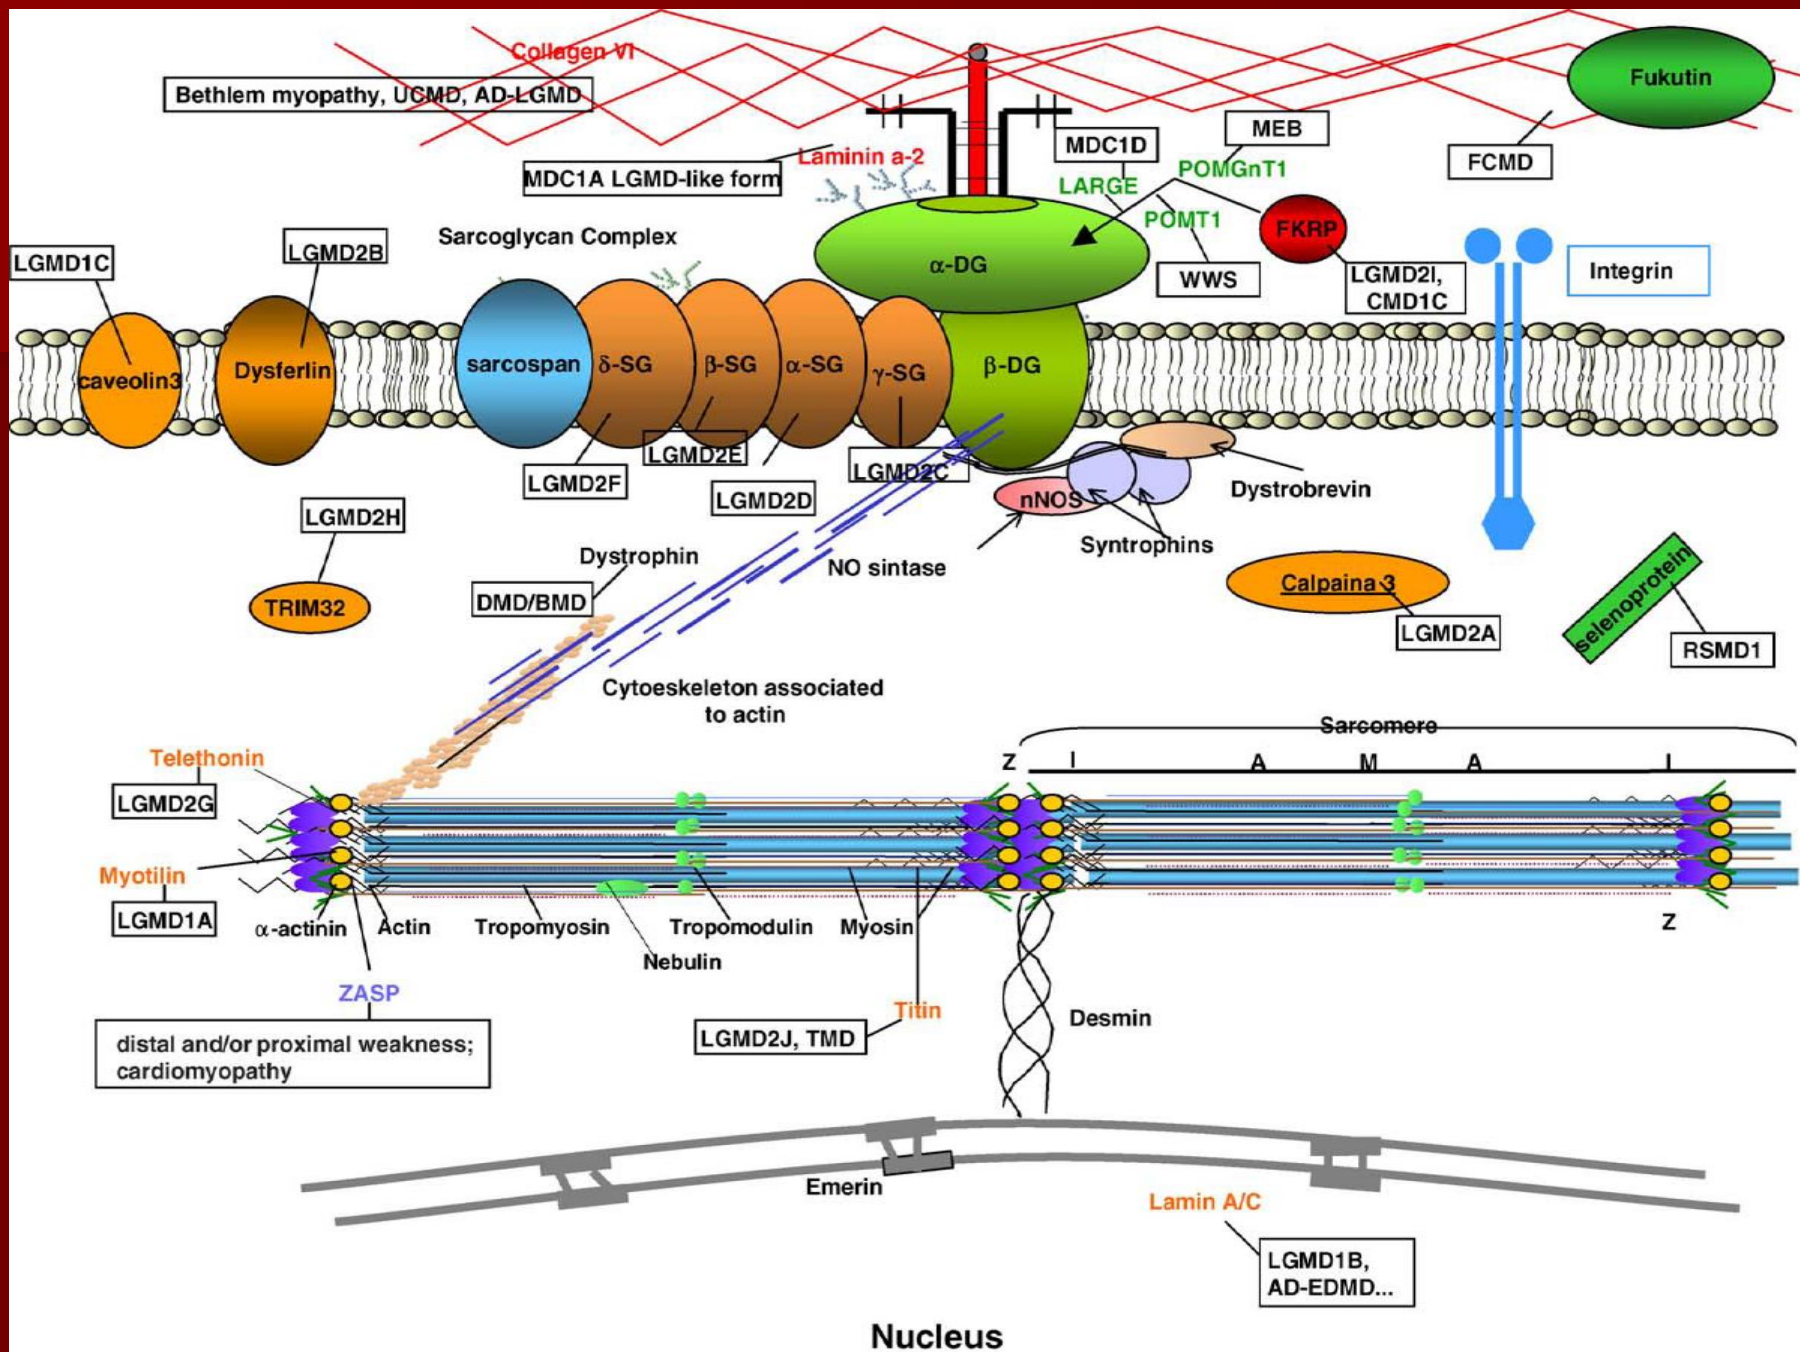 Collagen VI
Bethlem myopathy, UCMD, AD-LGMD
Fukutin
MEB
MDC1D
FCMD
Laminin a-2
MDC1A LGMD-like form
POMGnT1
LARGE
POMT1
FKRP
Sarcoglycan Complex
LGMD1C
LGMD2B
α-DG
WWS
LGMD2I,
CMD1C
Integrin
caveolin3
Dysferlin
sarcospan
δ-SG
β-SG
α-SG
γ-SG
β-DG
LGMD2E
LGMD2C
LGMD2F
LGMD2D
nNOS
Dystrobrevin
LGMD2H
Syntrophins
Dystrophin
NO sintase
Calpaina 3
selenoprotein
TRIM32
DMD/BMD
LGMD2A
RSMD1
Cytoeskeleton associated
to actin
Sarcomere
Z I A M A I
Telethonin
LGMD2G
Myotilin
LGMD1A
α-actinin
Actin
Tropomyosin
Tropomodulin
Myosin
Z
Nebulin
ZASP
Titin
Desmin
distal and/or proximal weakness;
cardiomyopathy
LGMD2J, TMD
Emerin
Lamin A/C
LGMD1B,
AD-EDMD...
Nucleus